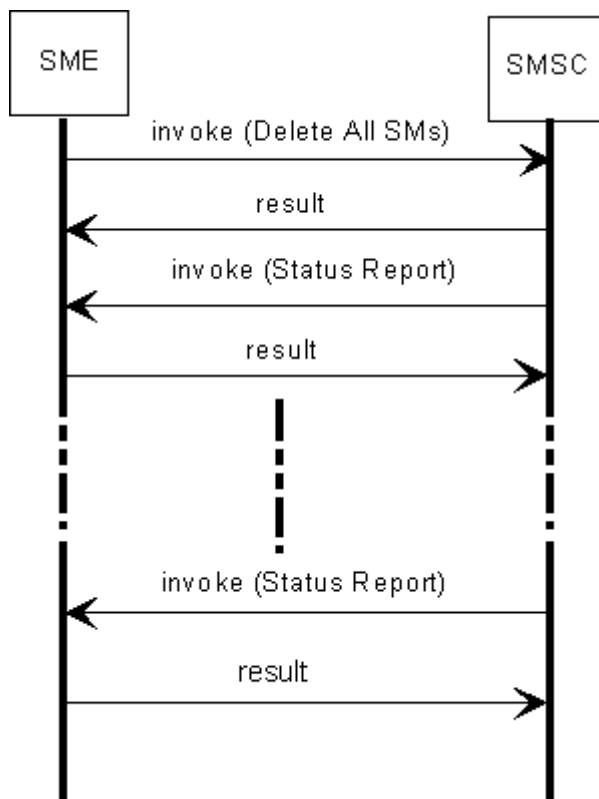 SME
SMSC
invoke (Delete All SMs)
result
invoke (Status Report)
result
invoke (Status Report)
result